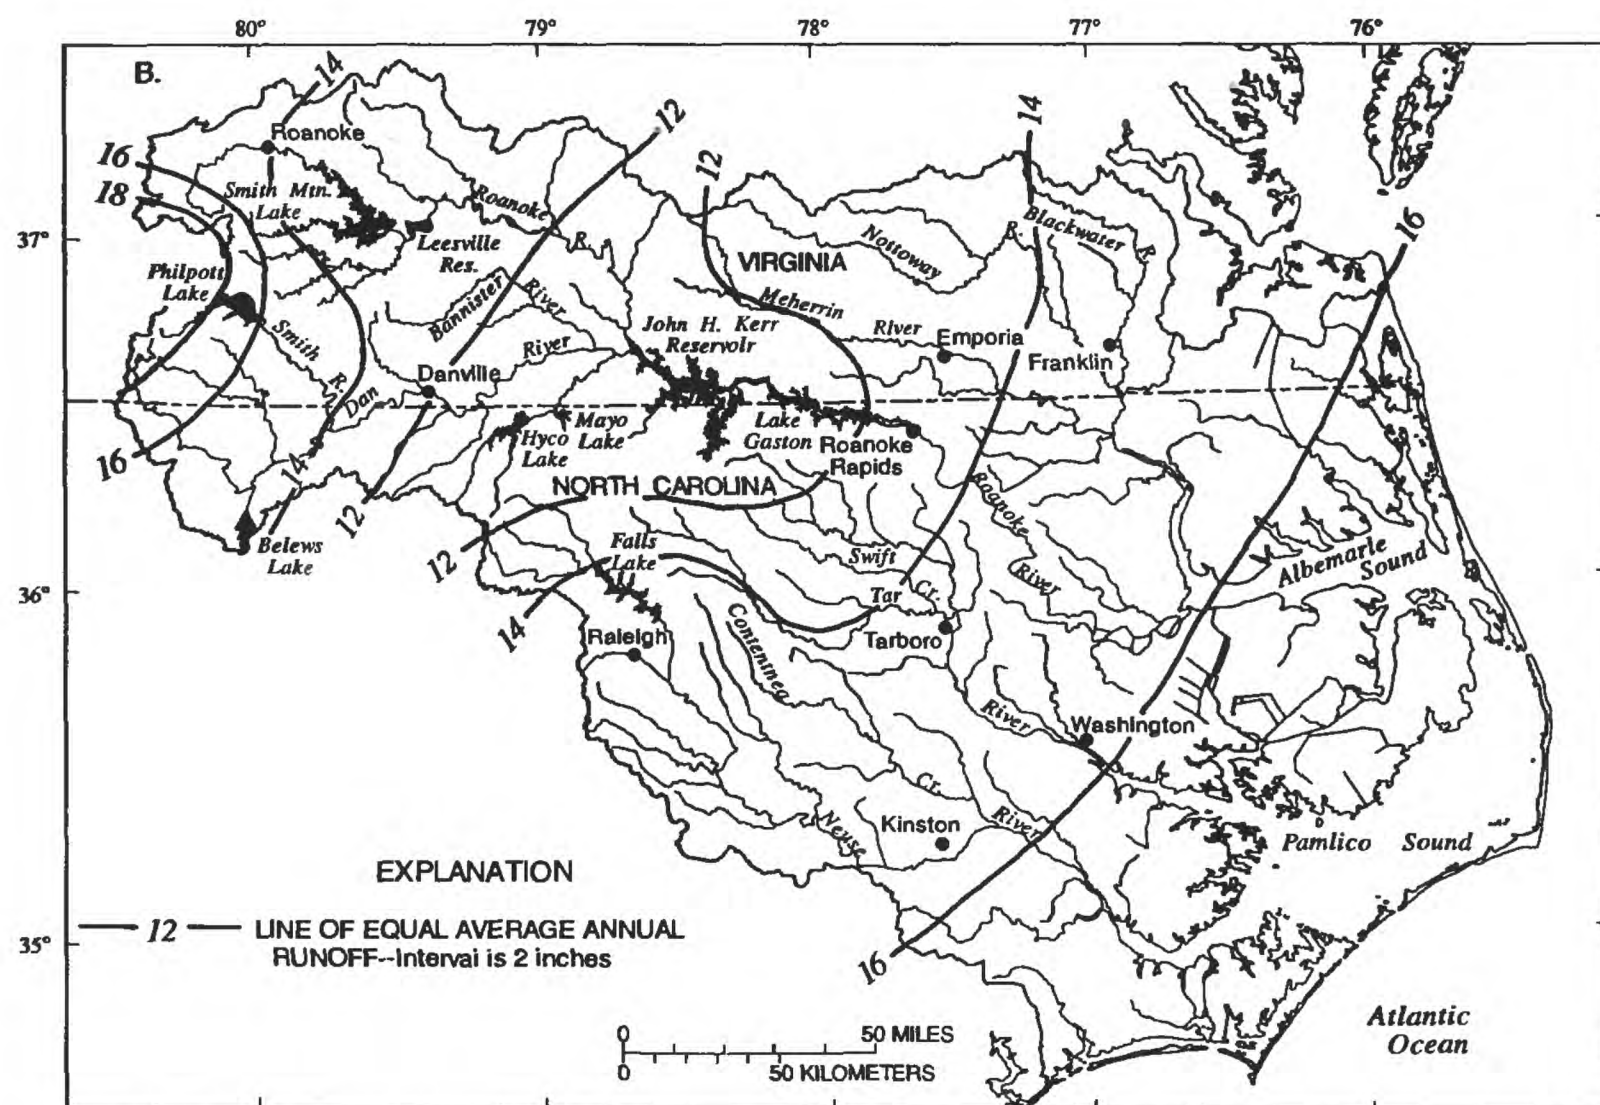 80° 79° 78° 77° 76°
B.
14
12
14
12
Roanoke
16
18
16
Smith Mtn.
Lake
Roanoke
R.
Blackwater
R.
R.
Nottoway
37°
Leesville
Res.
VIRGINIA
Philpott
Lake
Bannister
River
Meherrin
River
Smith
R.
John H. Kerr
Reservoir
Emporia
Franklin
River
Dan
Danville
Mayo
Lake
Hyco
Lake
Lake
Gaston
Roanoke
Rapids
16
14
12
NORTH CAROLINA
Roanoke
River
Belews
Lake
12
Falls
Lake
Swift
Cr.
Tar
Albemarle
Sound
36°
14
Raleigh
Contentnea
Tarboro
River
Washington
Cr.
Neuse
Kinston
River
Pamlico Sound
EXPLANATION
12 LINE OF EQUAL AVERAGE ANNUAL
RUNOFF--Interval is 2 inches
35°
16
Atlantic
Ocean
0 50 MILES
0 50 KILOMETERS